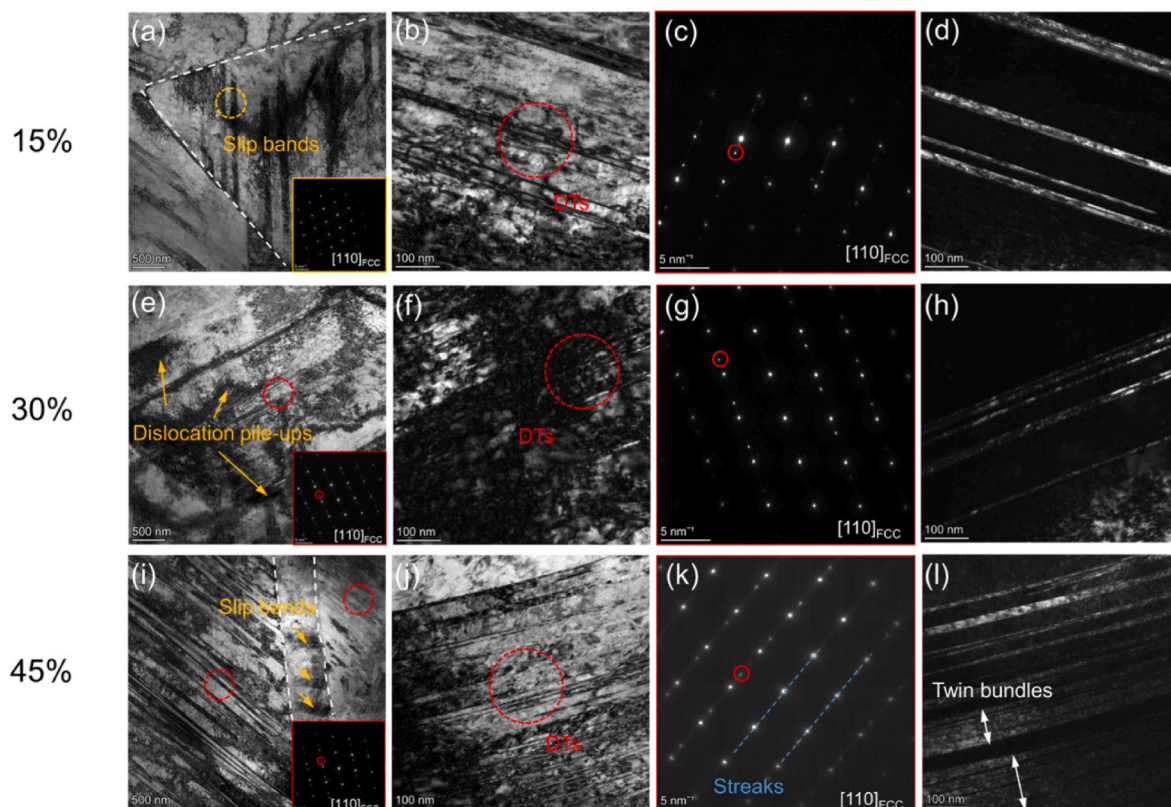 15%
(a)
Slip bands
500 nm
[110]FCC
(b)
DTs
100 nm
(c)
5 nm⁻¹
[110]FCC
(d)
100 nm
30%
(e)
Dislocation pile-ups
500 nm
[110]FCC
(f)
DTs
100 nm
(g)
5 nm⁻¹
[110]FCC
(h)
100 nm
45%
(i)
Slip bands
500 nm
[110]FCC
(j)
DTs
100 nm
(k)
Streaks
5 nm⁻¹
[110]FCC
(l)
Twin bundles
100 nm